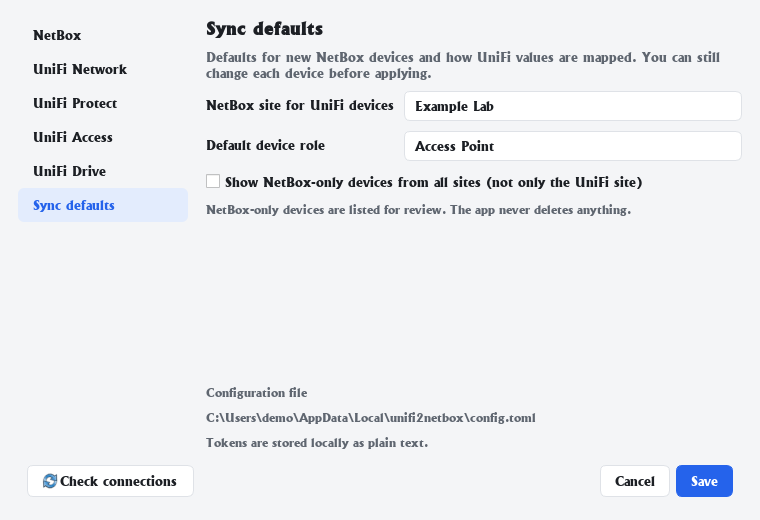 NetBox
UniFi Network
UniFi Protect
UniFi Access
UniFi Drive
Sync defaults
Sync defaults
Defaults for new NetBox devices and how UniFi values are mapped. You can still
change each device before applying.
NetBox site for UniFi devices
Example Lab
Default device role
Access Point
Show NetBox-only devices from all sites (not only the UniFi site)
NetBox-only devices are listed for review. The app never deletes anything.
Configuration file
C:\Users\demo\AppData\Local\unifi2netbox\config.toml
Tokens are stored locally as plain text.
Check connections
Cancel
Save